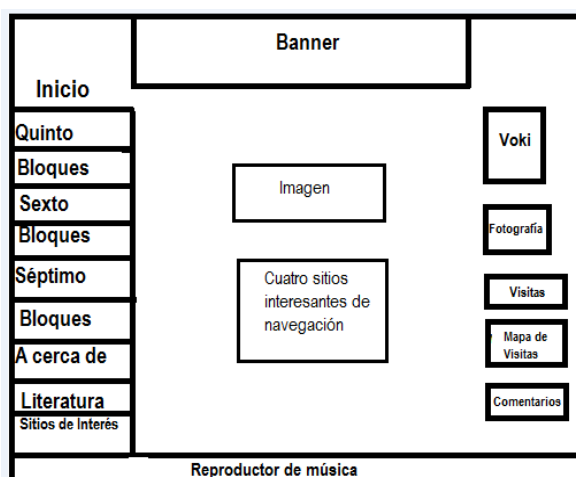 Banner
Inicio
Quinto
Bloques
Sexto
Bloques
Séptimo
Bloques
A cerca de
Literatura
Sitios de Interés
Imagen
Cuatro sitios
interesantes de
navegación
Voki
Fotografía
Visitas
Mapa de
Visitas
Comentarios
Reproductor de música